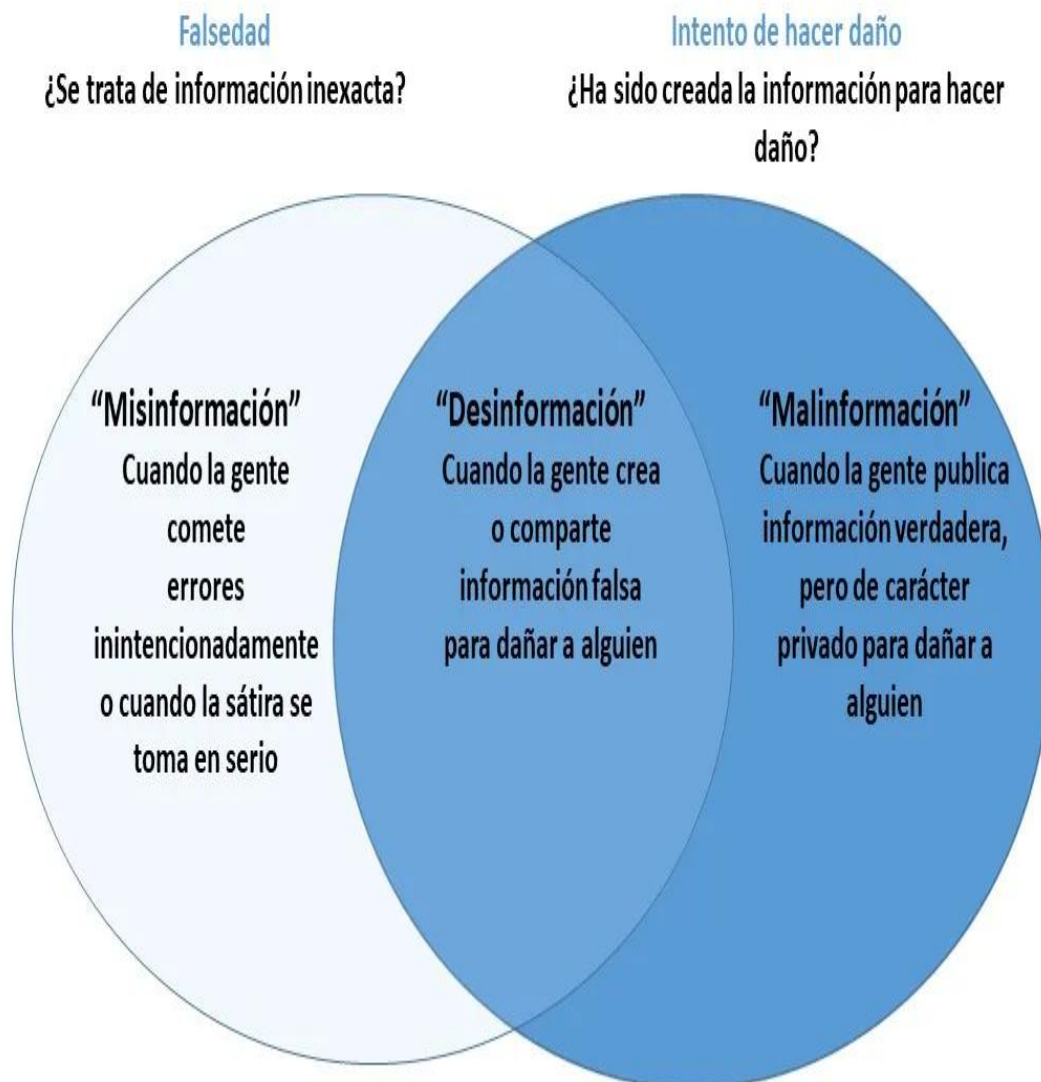 Falsedad
¿Se trata de información inexacta?
Intento de hacer daño
¿Ha sido creada la información para hacer
daño?
“Misinformación”
Cuando la gente
comete
errores
inintencionadamente
o cuando la sátira se
toma en serio
“Desinformación”
Cuando la gente crea
o comparte
información falsa
para dañar a alguien
“Malinformación”
Cuando la gente publica
información verdadera,
pero de carácter
privado para dañar a
alguien